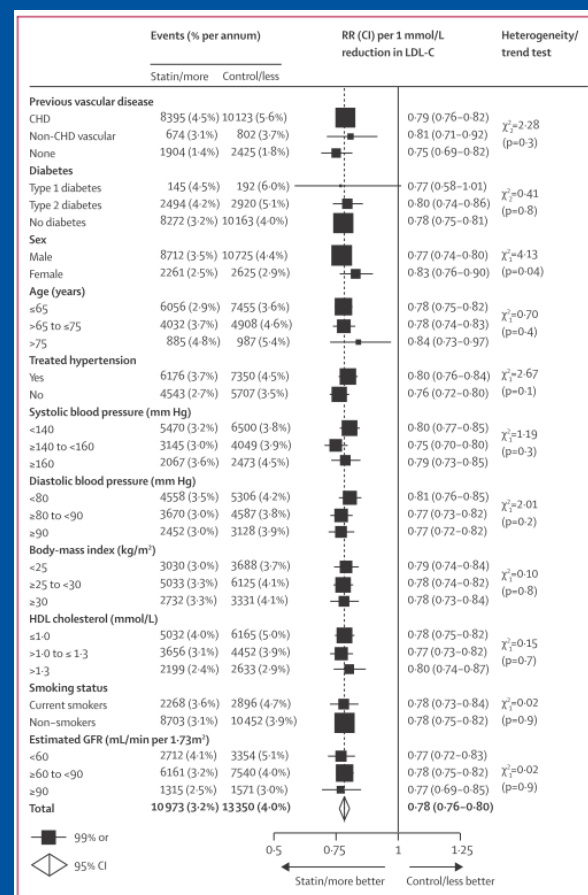 Events (% per annum) RR (CI) per 1 mmol/L reduction in LDL-C Heterogeneity/ trend test
Statin/more Control/less
Previous vascular disease
CHD 8395 (4·5%) 10123 (5·6%) 0·79 (0·76–0·82)
Non-CHD vascular 674 (3·1%) 802 (3·7%) 0·81 (0·71–0·92) χ²₂=2·28 (p=0·3)
None 1904 (1·4%) 2425 (1·8%) 0·75 (0·69–0·82)
Diabetes
Type 1 diabetes 145 (4·5%) 192 (6·0%) 0·77 (0·58–1·01)
Type 2 diabetes 2494 (4·2%) 2920 (5·1%) 0·80 (0·74–0·86) χ²₂=0·41 (p=0·8)
No diabetes 8272 (3·2%) 10163 (4·0%) 0·78 (0·75–0·81)
Sex
Male 8712 (3·5%) 10725 (4·4%) 0·77 (0·74–0·80) χ²₁=4·13
Female 2261 (2·5%) 2625 (2·9%) 0·83 (0·76–0·90) (p=0·04)
Age (years)
≤65 6056 (2·9%) 7455 (3·6%) 0·78 (0·75–0·82)
>65 to ≤75 4032 (3·7%) 4908 (4·6%) 0·78 (0·74–0·83) χ²₁=0·70 (p=0·4)
>75 885 (4·8%) 987 (5·4%) 0·84 (0·73–0·97)
Treated hypertension
Yes 6176 (3·7%) 7350 (4·5%) 0·80 (0·76–0·84) χ²₁=2·67
No 4543 (2·7%) 5707 (3·5%) 0·76 (0·72–0·80) (p=0·1)
Systolic blood pressure (mm Hg)
<140 5470 (3·2%) 6500 (3·8%) 0·80 (0·77–0·85)
≥140 to <160 3145 (3·0%) 4049 (3·9%) 0·75 (0·70–0·80) χ²₁=1·19 (p=0·3)
≥160 2067 (3·6%) 2473 (4·5%) 0·79 (0·73–0·85)
Diastolic blood pressure (mm Hg)
<80 4558 (3·5%) 5306 (4·2%) 0·81 (0·76–0·85)
≥80 to <90 3670 (3·0%) 4587 (3·8%) 0·77 (0·73–0·82) χ²₁=2·01 (p=0·2)
≥90 2452 (3·0%) 3128 (3·9%) 0·77 (0·72–0·82)
Body-mass index (kg/m²)
<25 3030 (3·0%) 3688 (3·7%) 0·79 (0·74–0·84)
≥25 to <30 5033 (3·3%) 6125 (4·1%) 0·78 (0·74–0·82) χ²₁=0·10 (p=0·8)
≥30 2732 (3·3%) 3331 (4·1%) 0·78 (0·73–0·84)
HDL cholesterol (mmol/L)
≤1·0 5032 (4·0%) 6165 (5·0%) 0·78 (0·75–0·82)
>1·0 to ≤ 1·3 3656 (3·1%) 4452 (3·9%) 0·77 (0·73–0·82) χ²₁=0·15 (p=0·7)
>1·3 2199 (2·4%) 2633 (2·9%) 0·80 (0·74–0·87)
Smoking status
Current smokers 2268 (3·6%) 2896 (4·7%) 0·78 (0·73–0·84) χ²₁=0·02
Non–smokers 8703 (3·1%) 10452 (3·9%) 0·78 (0·75–0·82) (p=0·9)
Estimated GFR (mL/min per 1·73m²)
<60 2712 (4·1%) 3354 (5·1%) 0·77 (0·72–0·83)
≥60 to <90 6161 (3·2%) 7540 (4·0%) 0·78 (0·75–0·82) χ²₁=0·02 (p=0·9)
≥90 1315 (2·5%) 1571 (3·0%) 0·77 (0·69–0·85)
Total 10973 (3·2%) 13350 (4·0%) 0·78 (0·76–0·80)
99% or
95% CI
0·5 0·75 1 1·25
Statin/more better Control/less better